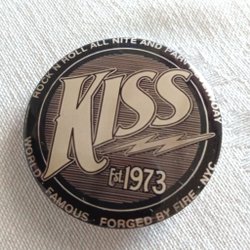 ROCK N ROLL ALL NITE AND PARTY EVERY DAY
KISS
Est. 1973
WORLD · FAMOUS · FORGED BY FIRE · NYC